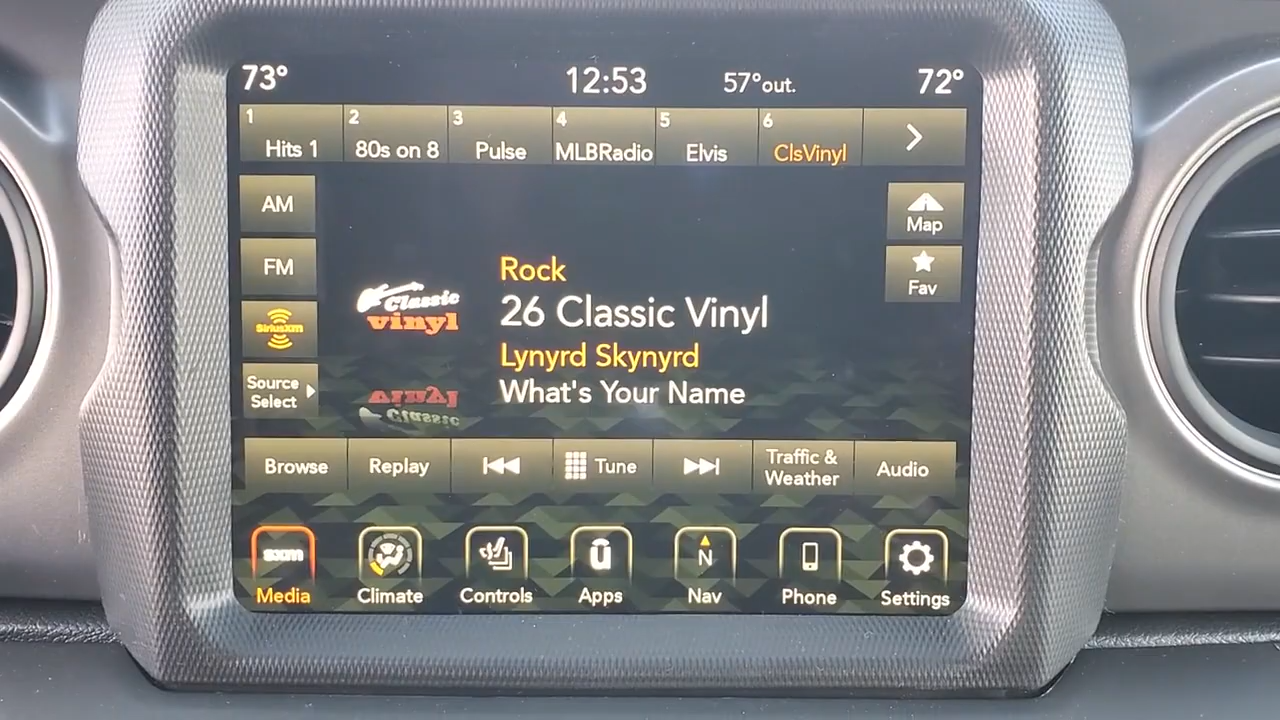 73° 12:53 57°out. 72°
1 2 3 4 5 6
Hits 1 80s on 8 Pulse MLBRadio Elvis ClsVinyl
AM
FM
SiriusXM
Source
Select
Map
Fav
Classic
vinyl
Rock
26 Classic Vinyl
Lynyrd Skynyrd
What's Your Name
Browse Replay Tune Traffic &
Weather Audio
sxm
N
Media Climate Controls Apps Nav Phone Settings